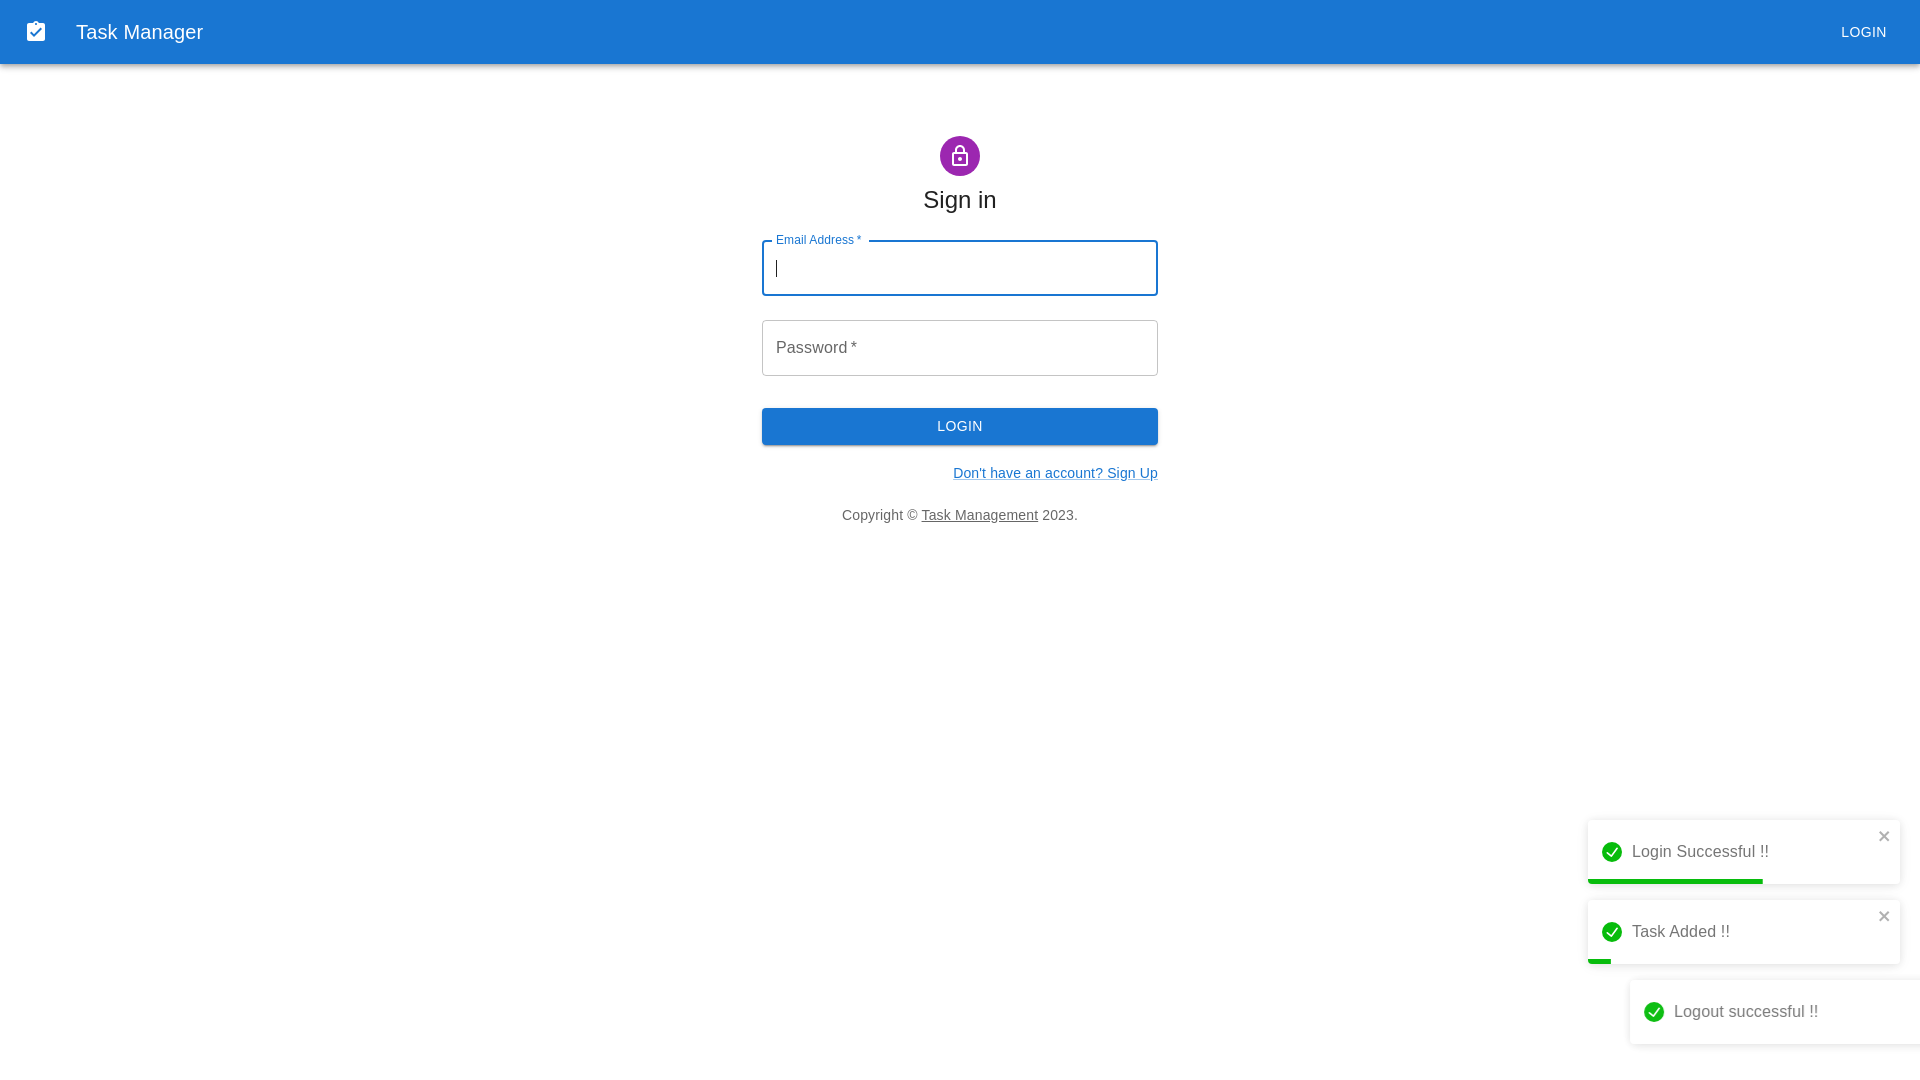 Task Manager
LOGIN
Sign in
Email Address *
Password *
LOGIN
Don't have an account? Sign Up
Copyright © Task Management 2023.
Login Successful !!
Task Added !!
Logout successful !!